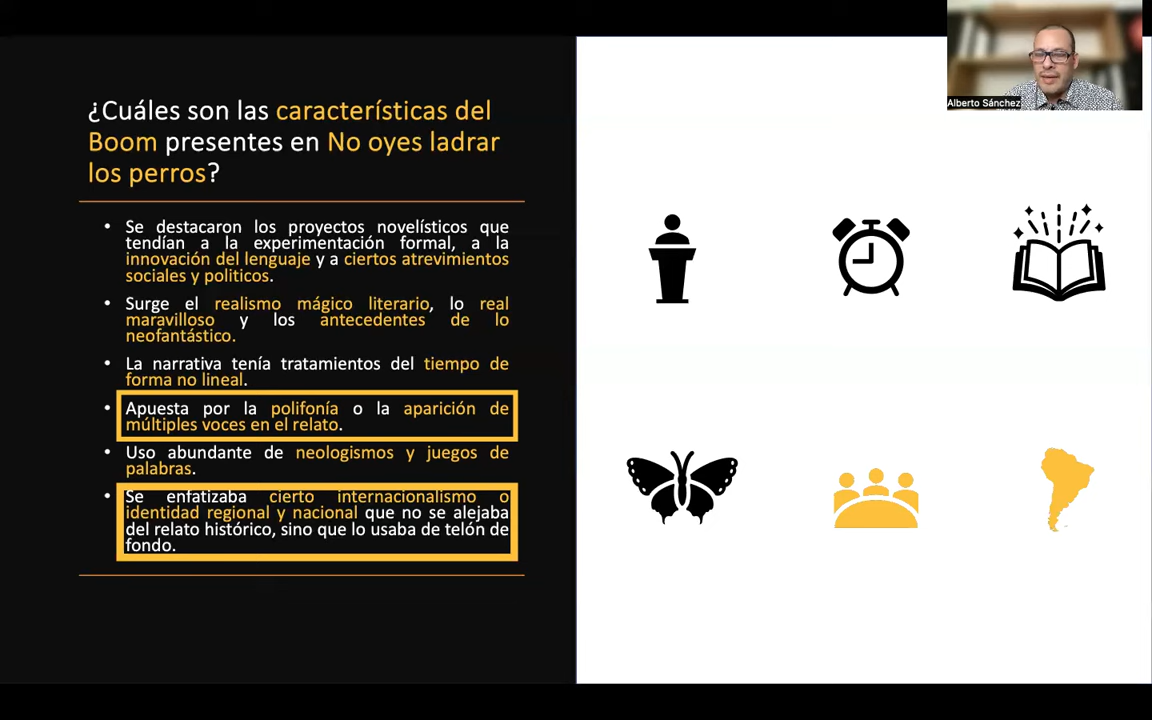 ¿Cuáles son las características del
Boom presentes en No oyes ladrar
los perros?
• Se destacaron los proyectos novelísticos que
tendían a la experimentación formal, a la
innovación del lenguaje y a ciertos atrevimientos
sociales y politicos.
• Surge el realismo mágico literario, lo real
maravilloso y los antecedentes de lo
neofantástico.
• La narrativa tenía tratamientos del tiempo de
forma no lineal.
• Apuesta por la polifonía o la aparición de
múltiples voces en el relato.
• Uso abundante de neologismos y juegos de
palabras.
• Se enfatizaba cierto internacionalismo o
identidad regional y nacional que no se alejaba
del relato histórico, sino que lo usaba de telón de
fondo.
Alberto Sánchez